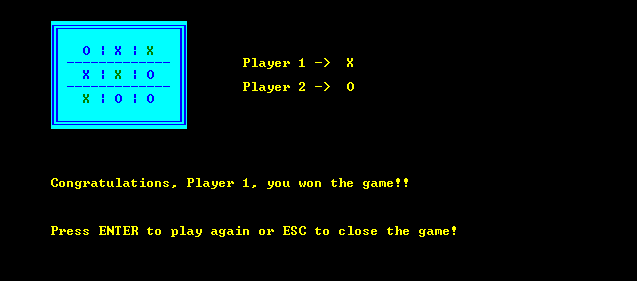 O ¦ X ¦ X
-------------
X ¦ X ¦ O
-------------
X ¦ O ¦ O
Player 1 -> X
Player 2 -> O
Congratulations, Player 1, you won the game!!
Press ENTER to play again or ESC to close the game!